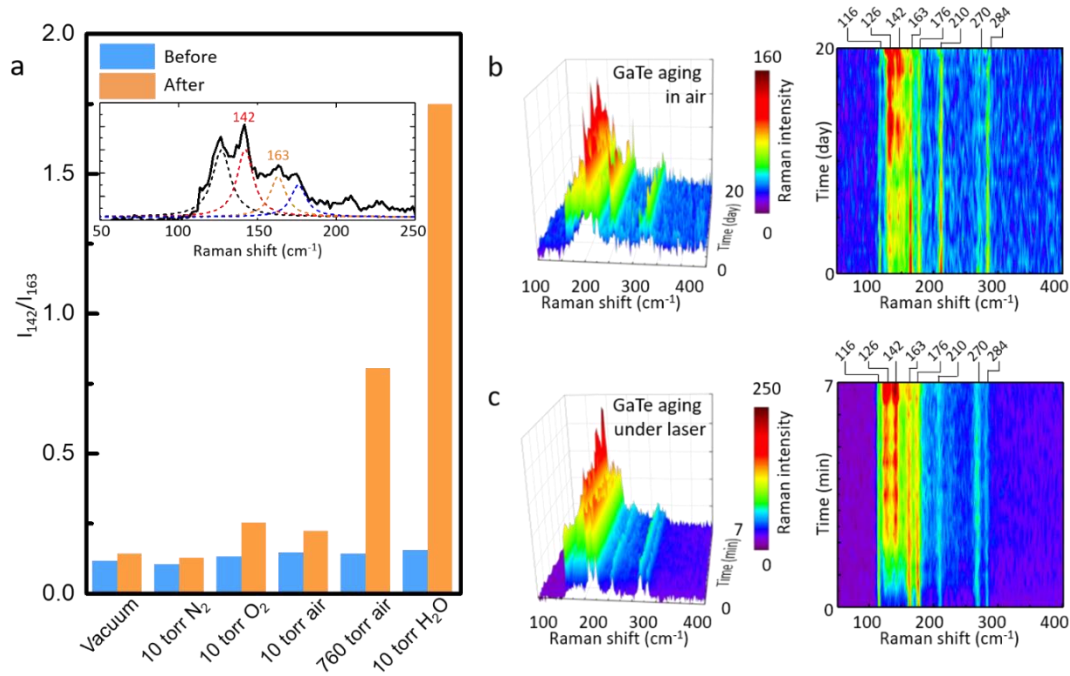 a
2.0
1.5
1.0
0.5
0.0
I₁₄₂/I₁₆₃
Before
After
142
163
50 100 150 200 250
Raman shift (cm⁻¹)
Vacuum
10 torr N₂
10 torr O₂
10 torr air
760 torr air
10 torr H₂O
b
GaTe aging
in air
160
0
Raman intensity
20
Time (day)
0
100 200 300 400
Raman shift (cm⁻¹)
116 126 142 163 176 210 270 284
20
Time (day)
0
100 200 300 400
Raman shift (cm⁻¹)
c
GaTe aging
under laser
250
0
Raman intensity
7
Time (min)
0
100 200 300 400
Raman shift (cm⁻¹)
116 126 142 163 176 210 270 284
7
Time (min)
0
100 200 300 400
Raman shift (cm⁻¹)